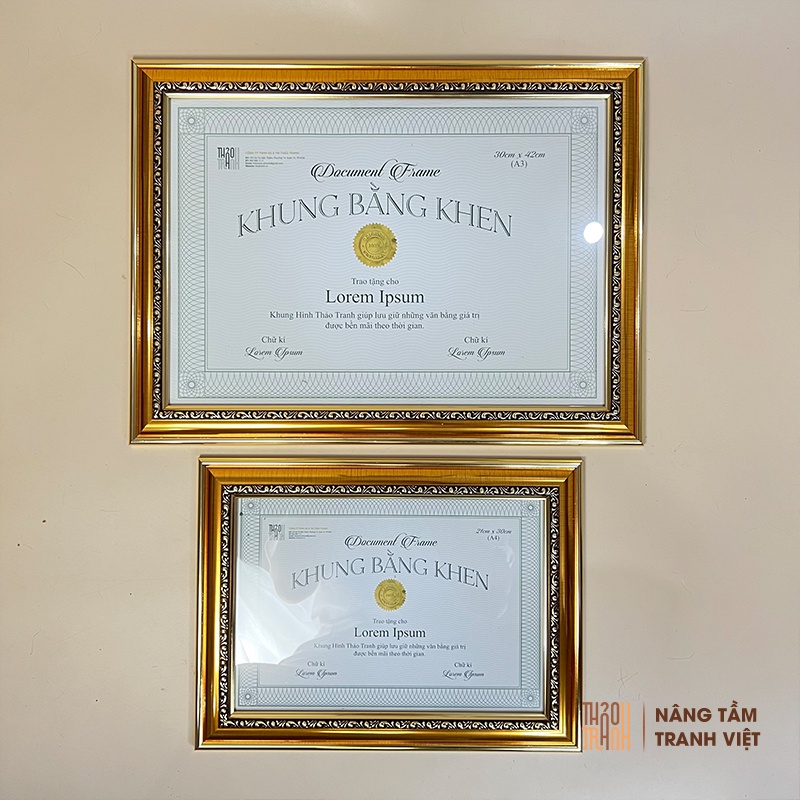 THẢO
TRANH
30cm x 42cm
(A3)
Document Frame
KHUNG BẰNG KHEN
Trao tặng cho
Lorem Ipsum
Khung Hình Thảo Tranh giúp lưu giữ những văn bằng giá trị
được bền mãi theo thời gian.
Chữ kí
Chữ kí
Lorem Ipsum
Lorem Ipsum
THẢO
TRANH
21cm x 30cm
(A4)
Document Frame
KHUNG BẰNG KHEN
Trao tặng cho
Lorem Ipsum
Khung Hình Thảo Tranh giúp lưu giữ những văn bằng giá trị
được bền mãi theo thời gian.
Chữ kí
Chữ kí
Lorem Ipsum
Lorem Ipsum
THẢO
TRANH
NÂNG TẦM
TRANH VIỆT